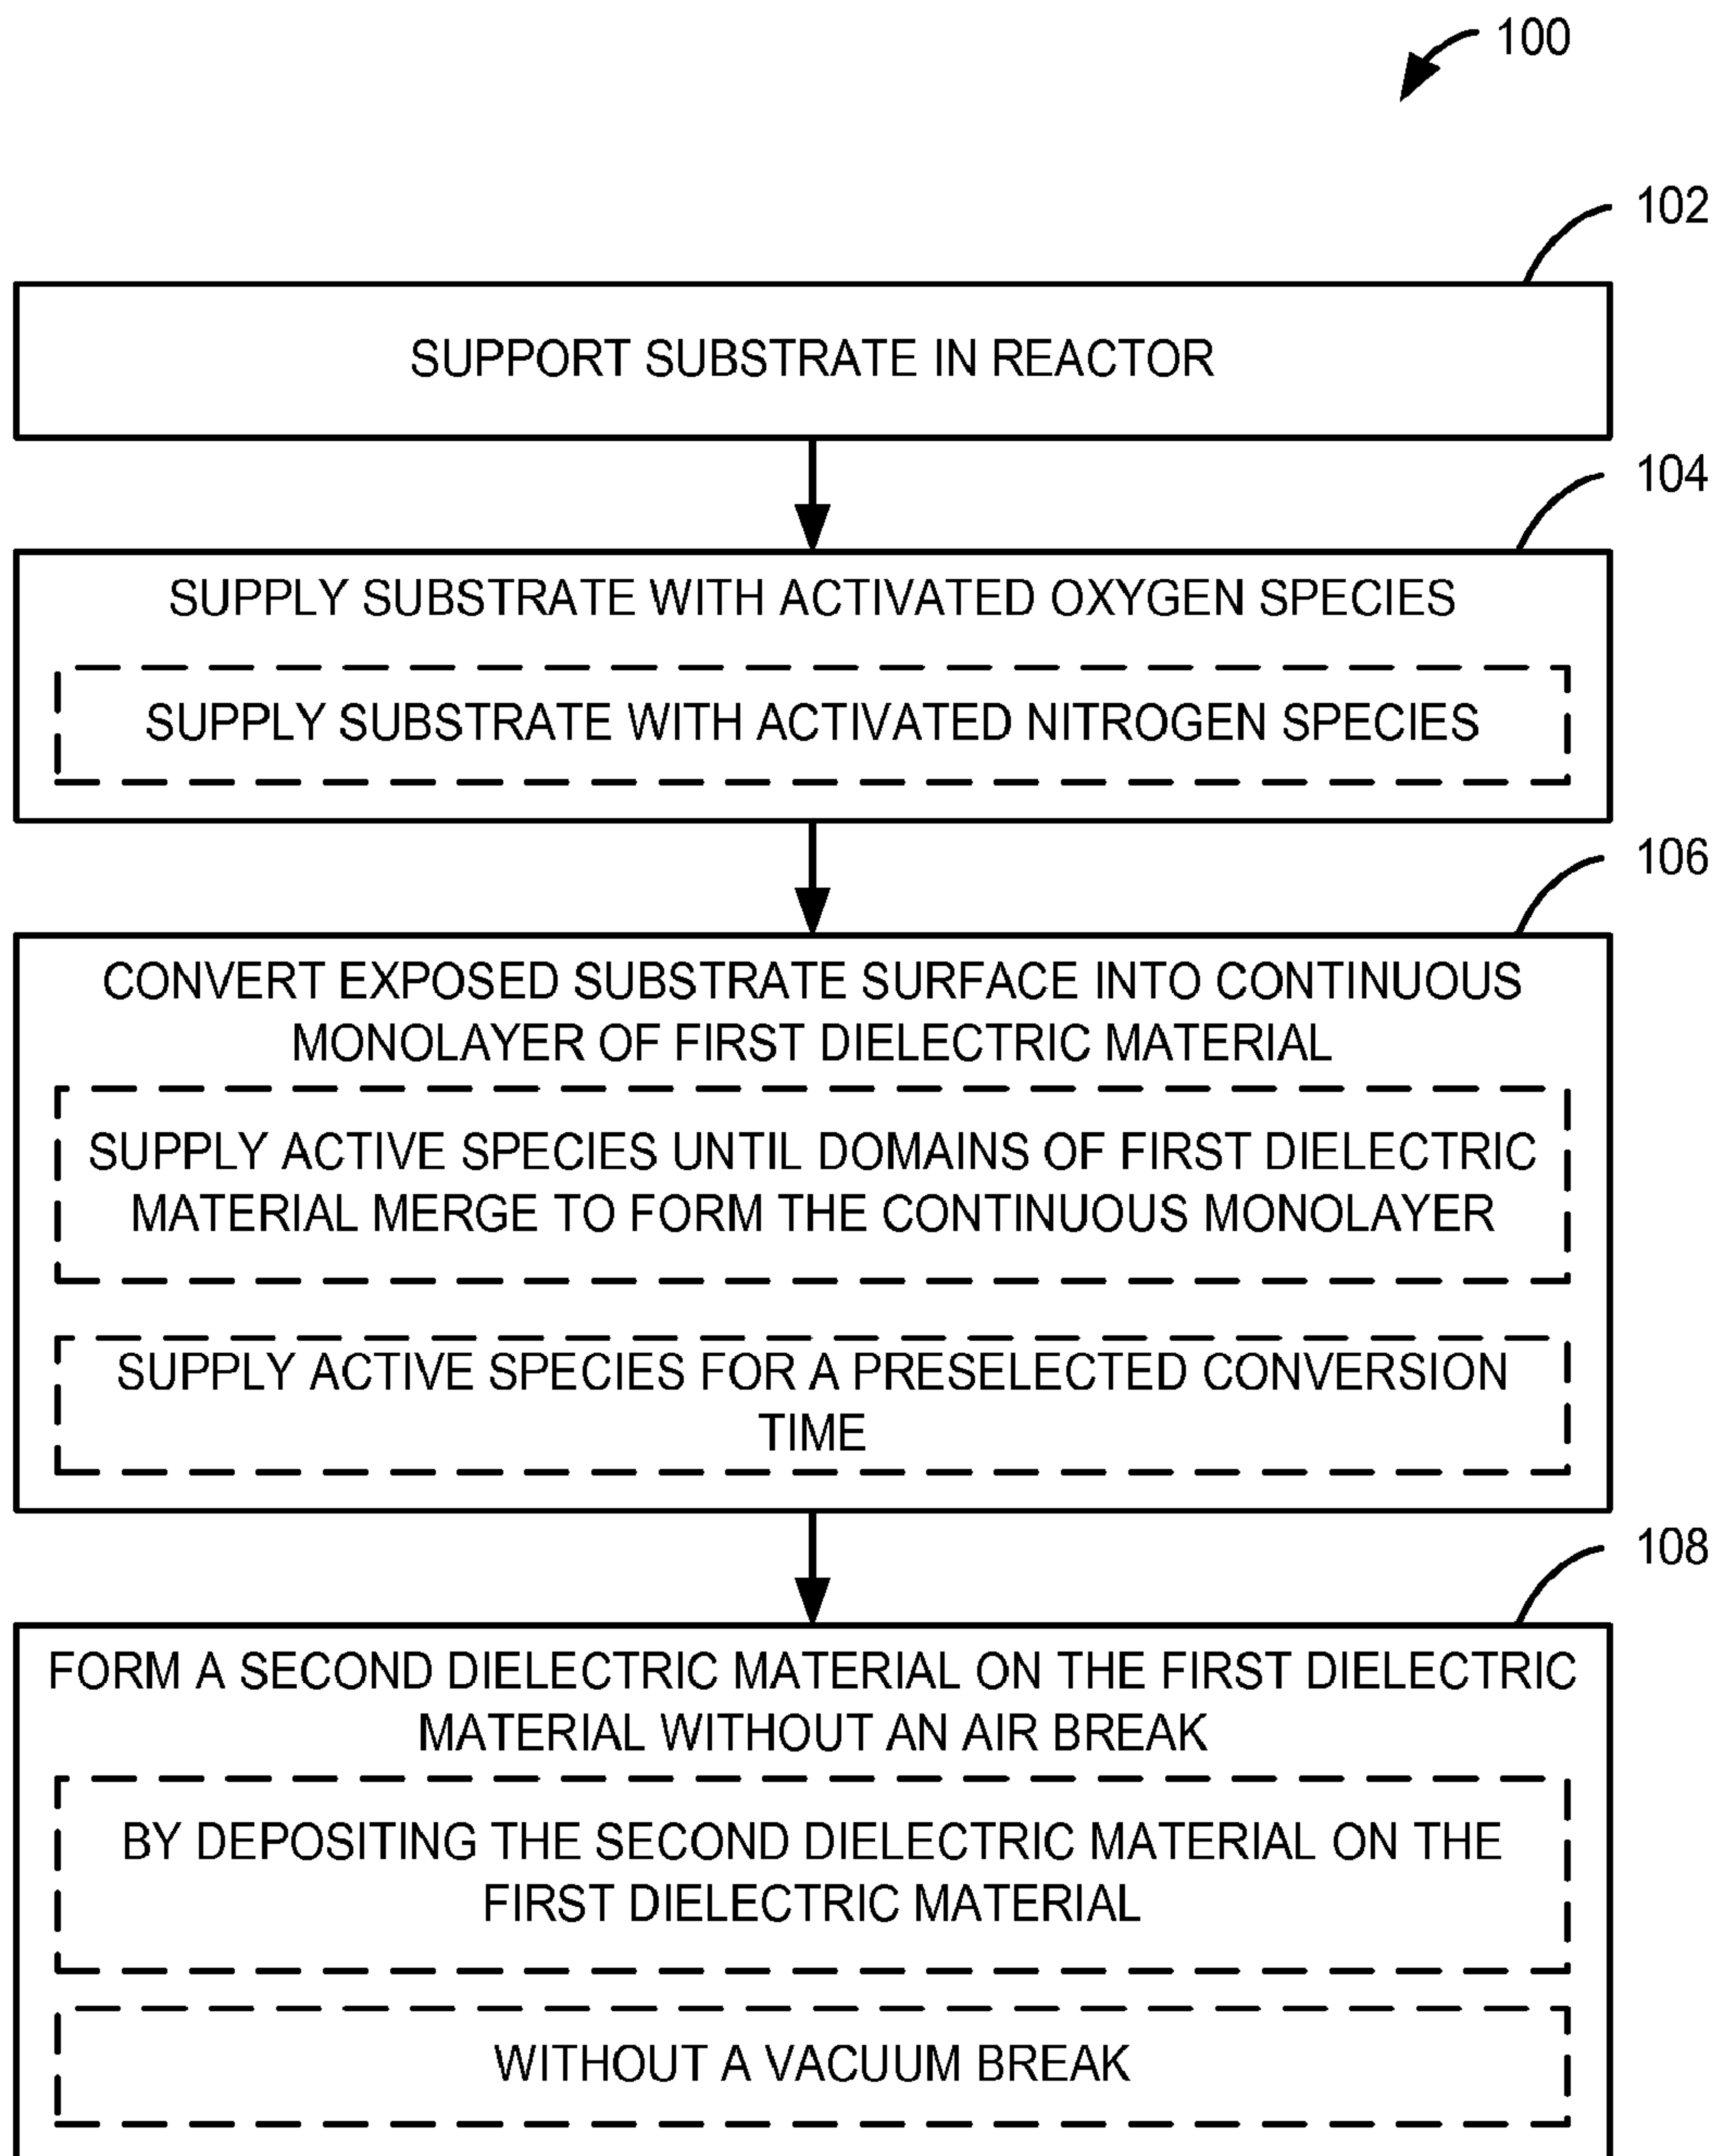 100
102
SUPPORT SUBSTRATE IN REACTOR
104
SUPPLY SUBSTRATE WITH ACTIVATED OXYGEN SPECIES
SUPPLY SUBSTRATE WITH ACTIVATED NITROGEN SPECIES
106
CONVERT EXPOSED SUBSTRATE SURFACE INTO CONTINUOUS
MONOLAYER OF FIRST DIELECTRIC MATERIAL
SUPPLY ACTIVE SPECIES UNTIL DOMAINS OF FIRST DIELECTRIC
MATERIAL MERGE TO FORM THE CONTINUOUS MONOLAYER
SUPPLY ACTIVE SPECIES FOR A PRESELECTED CONVERSION
TIME
108
FORM A SECOND DIELECTRIC MATERIAL ON THE FIRST DIELECTRIC
MATERIAL WITHOUT AN AIR BREAK
BY DEPOSITING THE SECOND DIELECTRIC MATERIAL ON THE
FIRST DIELECTRIC MATERIAL
WITHOUT A VACUUM BREAK